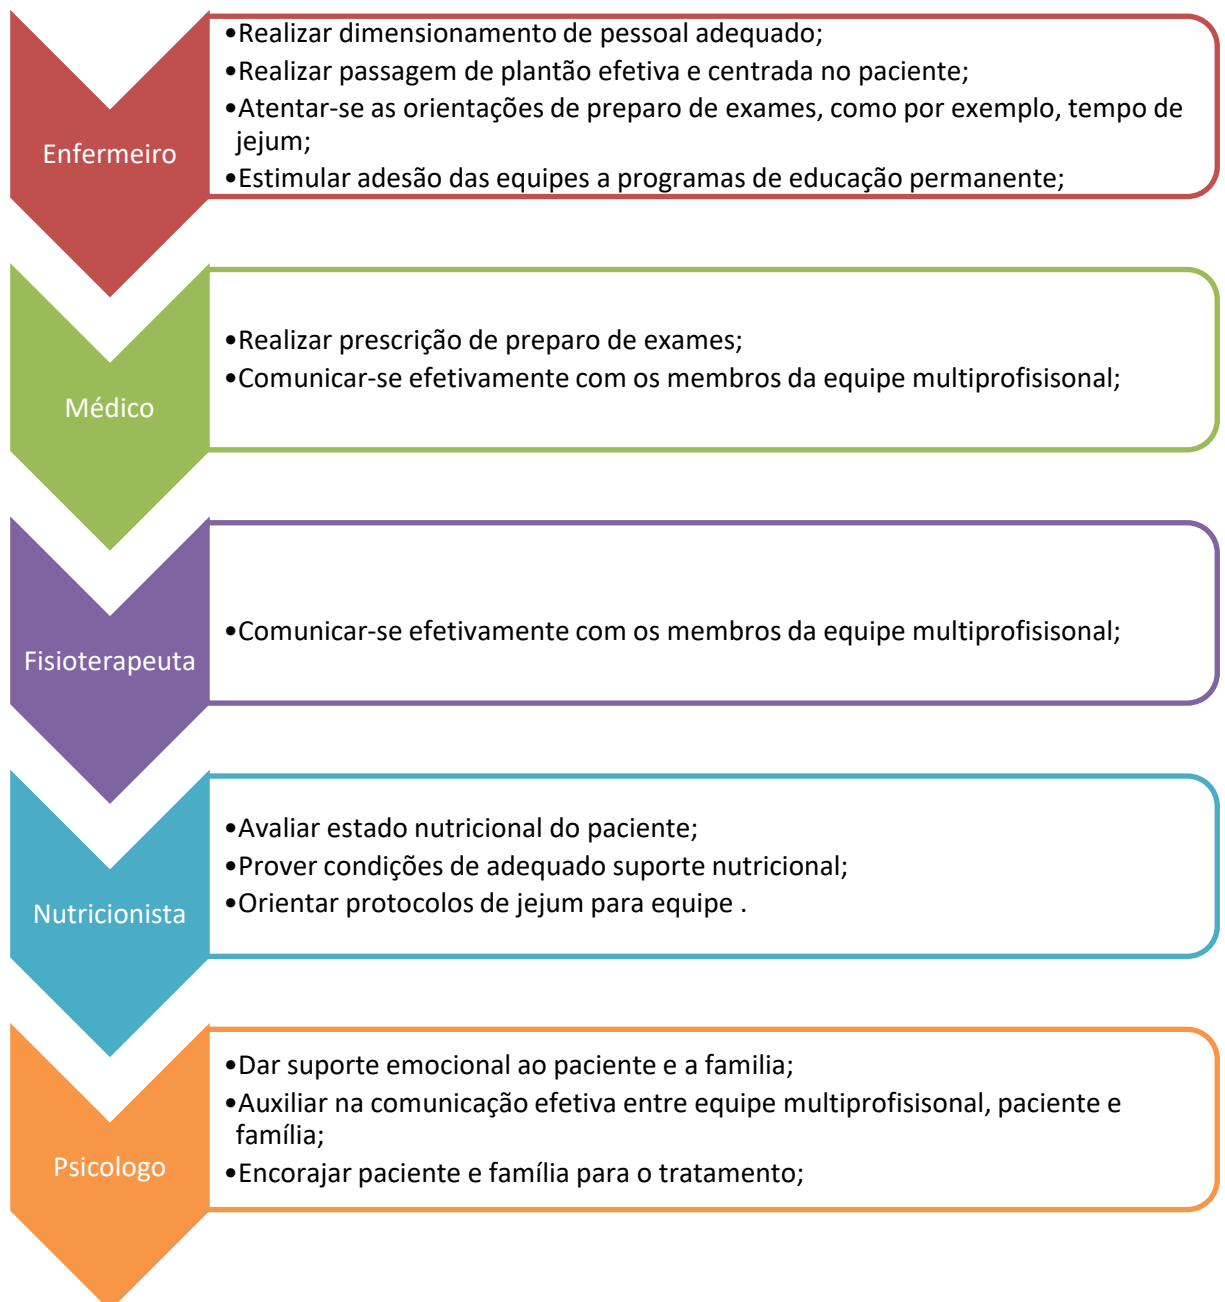 Enfermeiro
•Realizar dimensionamento de pessoal adequado;
•Realizar passagem de plantão efetiva e centrada no paciente;
•Atentar-se as orientações de preparo de exames, como por exemplo, tempo de
jejum;
•Estimular adesão das equipes a programas de educação permanente;
Médico
•Realizar prescrição de preparo de exames;
•Comunicar-se efetivamente com os membros da equipe multiprofisisonal;
Fisioterapeuta
•Comunicar-se efetivamente com os membros da equipe multiprofisisonal;
Nutricionista
•Avaliar estado nutricional do paciente;
•Prover condições de adequado suporte nutricional;
•Orientar protocolos de jejum para equipe .
Psicologo
•Dar suporte emocional ao paciente e a familia;
•Auxiliar na comunicação efetiva entre equipe multiprofisisonal, paciente e
família;
•Encorajar paciente e família para o tratamento;